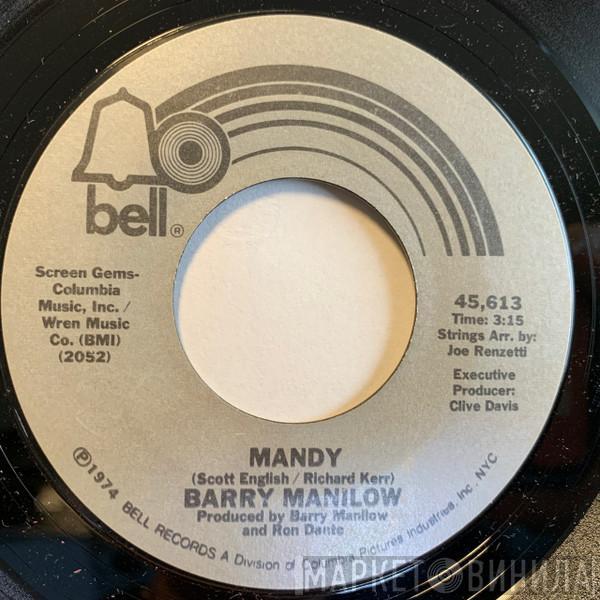 bell®
Screen Gems-
Columbia
Music, Inc. /
Wren Music
Co. (BMI)
(2052)
45,613
Time: 3:15
Strings Arr. by:
Joe Renzetti
Executive
Producer:
Clive Davis
MANDY
(Scott English / Richard Kerr)
BARRY MANILOW
Produced by Barry Manilow
and Ron Dante
℗1974 BELL RECORDS A Division of Columbia Pictures Industries, Inc. NYC
МАРКЕТ ВИНИЛА